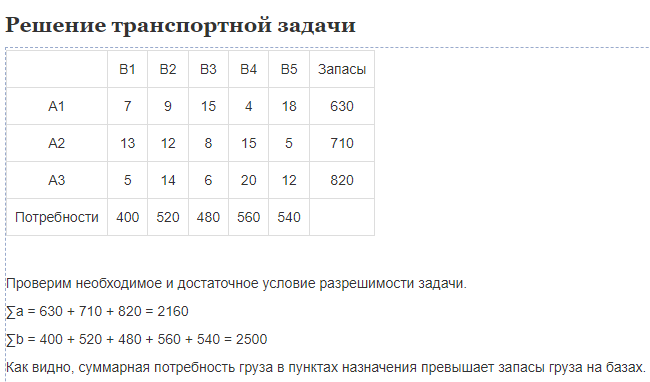 Решение транспортной задачи
B1 B2 B3 B4 B5 Запасы
A1 7 9 15 4 18 630
A2 13 12 8 15 5 710
A3 5 14 6 20 12 820
Потребности 400 520 480 560 540
Проверим необходимое и достаточное условие разрешимости задачи.
∑a = 630 + 710 + 820 = 2160
∑b = 400 + 520 + 480 + 560 + 540 = 2500
Как видно, суммарная потребность груза в пунктах назначения превышает запасы груза на базах.